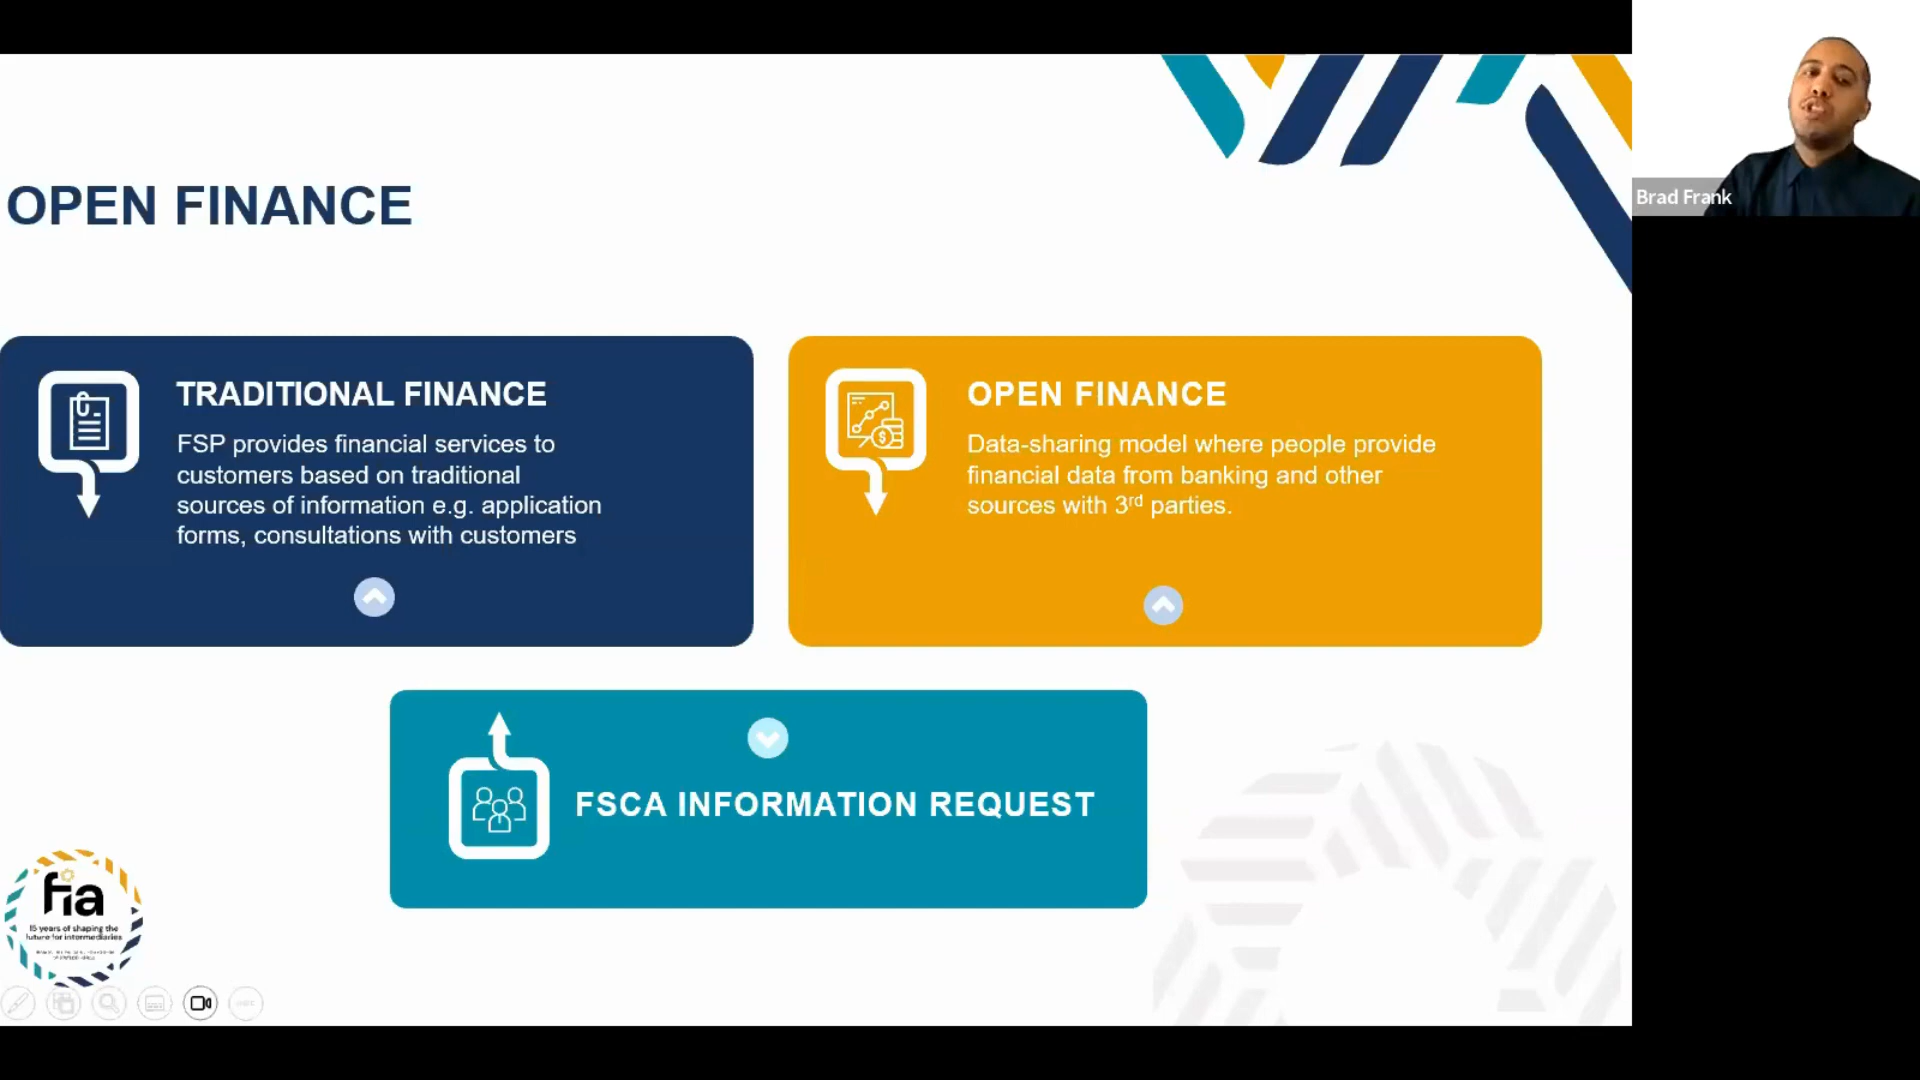 OPEN FINANCE
Brad Frank
TRADITIONAL FINANCE
FSP provides financial services to
customers based on traditional
sources of information e.g. application
forms, consultations with customers
OPEN FINANCE
Data-sharing model where people provide
financial data from banking and other
sources with 3rd parties.
FSCA INFORMATION REQUEST
fia
15 years of shaping the
future for intermediaries